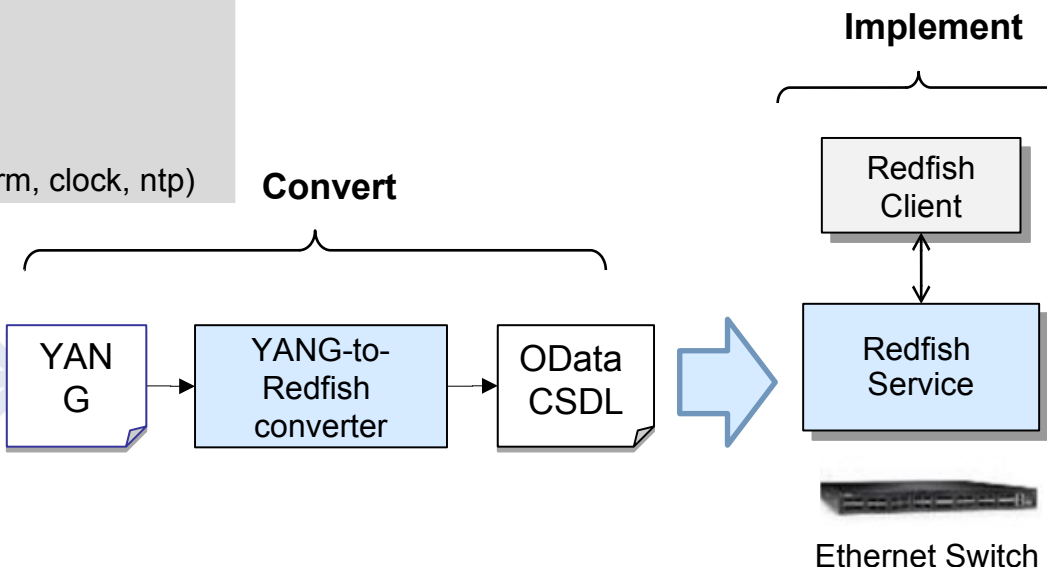 Implement
rm, clock, ntp)
Convert
Redfish
Client
YAN
G
YANG-to-
Redfish
converter
OData
CSDL
Redfish
Service
Ethernet Switch